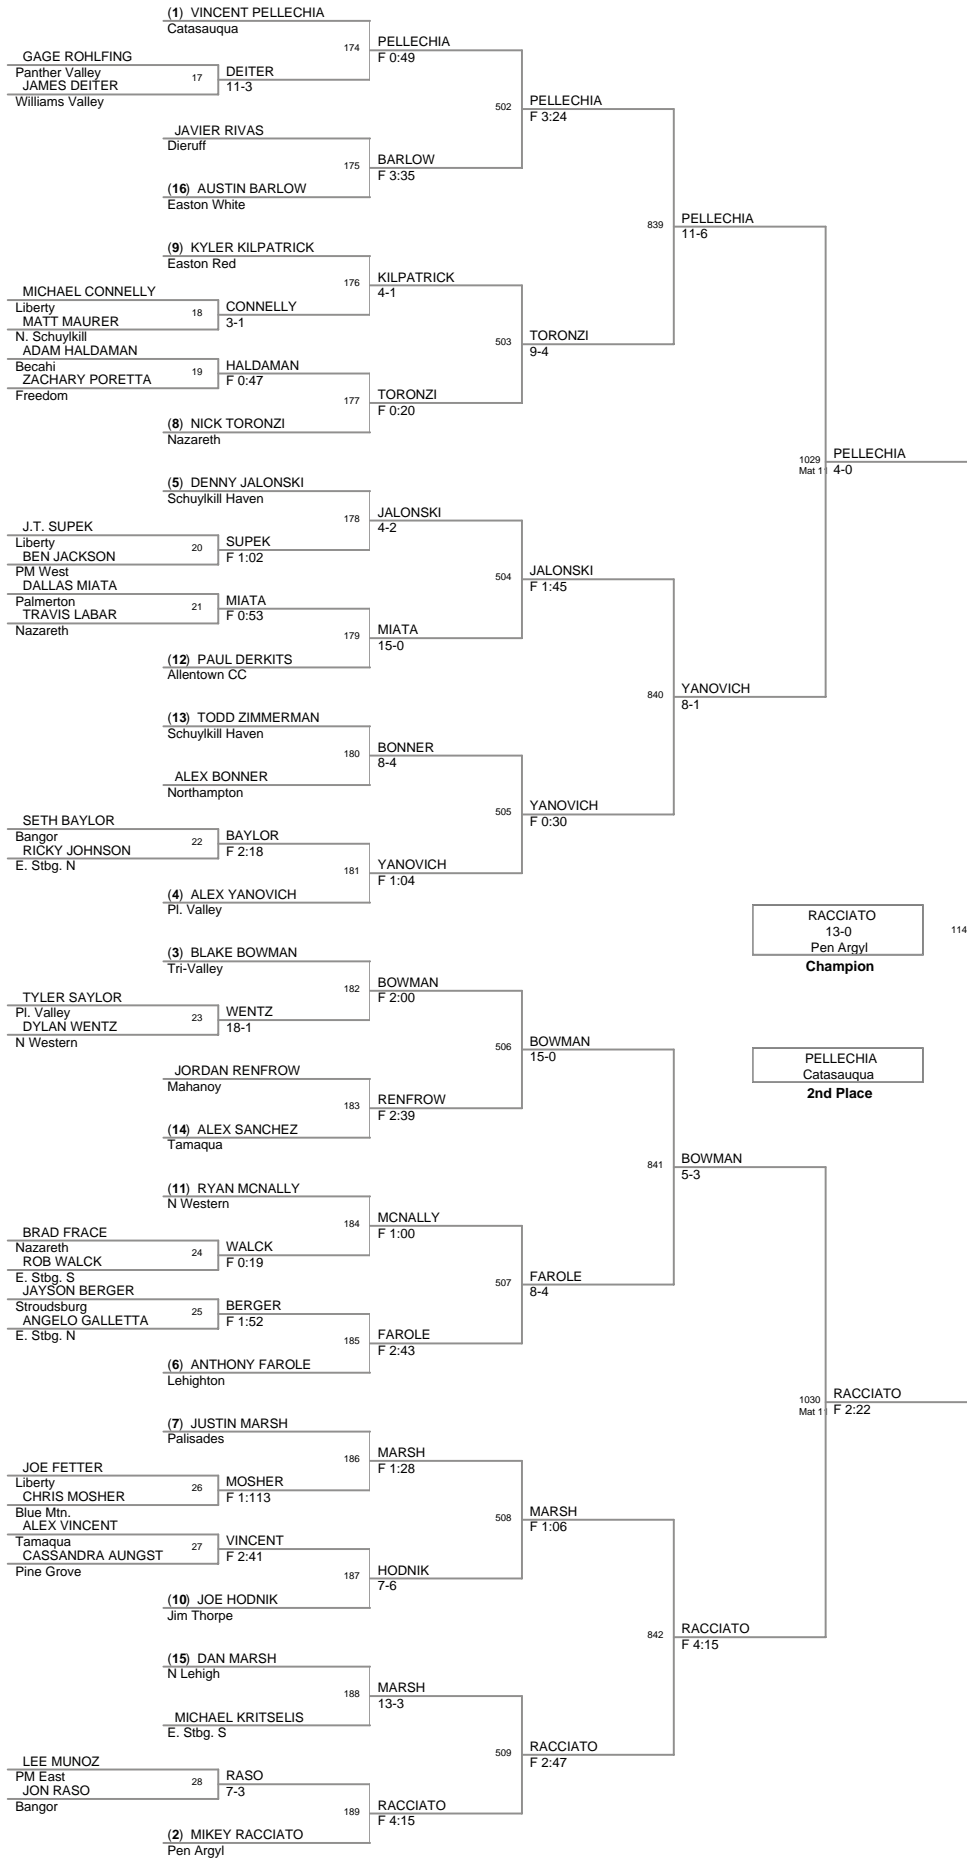 (1) VINCENT PELLECHIA
Catasauqua
174
PELLECHIA
F 0:49
GAGE ROHLFING
Panther Valley
17
JAMES DEITER
Williams Valley
DEITER
11-3
502
PELLECHIA
F 3:24
JAVIER RIVAS
Dieruff
175
BARLOW
F 3:35
(16) AUSTIN BARLOW
Easton White
839
PELLECHIA
11-6
(9) KYLER KILPATRICK
Easton Red
176
KILPATRICK
4-1
MICHAEL CONNELLY
Liberty
18
MATT MAURER
N. Schuylkill
CONNELLY
3-1
503
TORONZI
9-4
ADAM HALDAMAN
Becahi
19
ZACHARY PORETTA
Freedom
HALDAMAN
F 0:47
177
TORONZI
F 0:20
(8) NICK TORONZI
Nazareth
1029
Mat 11
PELLECHIA
4-0
(5) DENNY JALONSKI
Schuylkill Haven
178
JALONSKI
4-2
J.T. SUPEK
Liberty
20
BEN JACKSON
PM West
SUPEK
F 1:02
504
JALONSKI
F 1:45
DALLAS MIATA
Palmerton
21
TRAVIS LABAR
Nazareth
MIATA
F 0:53
179
MIATA
15-0
(12) PAUL DERKITS
Allentown CC
840
YANOVICH
8-1
(13) TODD ZIMMERMAN
Schuylkill Haven
180
BONNER
8-4
ALEX BONNER
Northampton
505
YANOVICH
F 0:30
SETH BAYLOR
Bangor
22
RICKY JOHNSON
E. Stbg. N
BAYLOR
F 2:18
181
YANOVICH
F 1:04
(4) ALEX YANOVICH
Pl. Valley
RACCIATO
13-0
Pen Argyl
Champion
114
(3) BLAKE BOWMAN
Tri-Valley
182
BOWMAN
F 2:00
TYLER SAYLOR
Pl. Valley
23
DYLAN WENTZ
N Western
WENTZ
18-1
506
BOWMAN
15-0
PELLECHIA
Catasauqua
2nd Place
JORDAN RENFROW
Mahanoy
183
RENFROW
F 2:39
(14) ALEX SANCHEZ
Tamaqua
841
BOWMAN
5-3
(11) RYAN MCNALLY
N Western
184
MCNALLY
F 1:00
BRAD FRACE
Nazareth
24
ROB WALCK
E. Stbg. S
WALCK
F 0:19
507
FAROLE
8-4
JAYSON BERGER
Stroudsburg
25
ANGELO GALLETTA
E. Stbg. N
BERGER
F 1:52
185
FAROLE
F 2:43
(6) ANTHONY FAROLE
Lehighton
1030
Mat 11
RACCIATO
F 2:22
(7) JUSTIN MARSH
Palisades
186
MARSH
F 1:28
JOE FETTER
Liberty
26
CHRIS MOSHER
Blue Mtn.
MOSHER
F 1:113
508
MARSH
F 1:06
ALEX VINCENT
Tamaqua
27
CASSANDRA AUNGST
Pine Grove
VINCENT
F 2:41
187
HODNIK
7-6
(10) JOE HODNIK
Jim Thorpe
842
RACCIATO
F 4:15
(15) DAN MARSH
N Lehigh
188
MARSH
13-3
MICHAEL KRITSELIS
E. Stbg. S
509
RACCIATO
F 2:47
LEE MUNOZ
PM East
28
JON RASO
Bangor
RASO
7-3
189
RACCIATO
F 4:15
(2) MIKEY RACCIATO
Pen Argyl